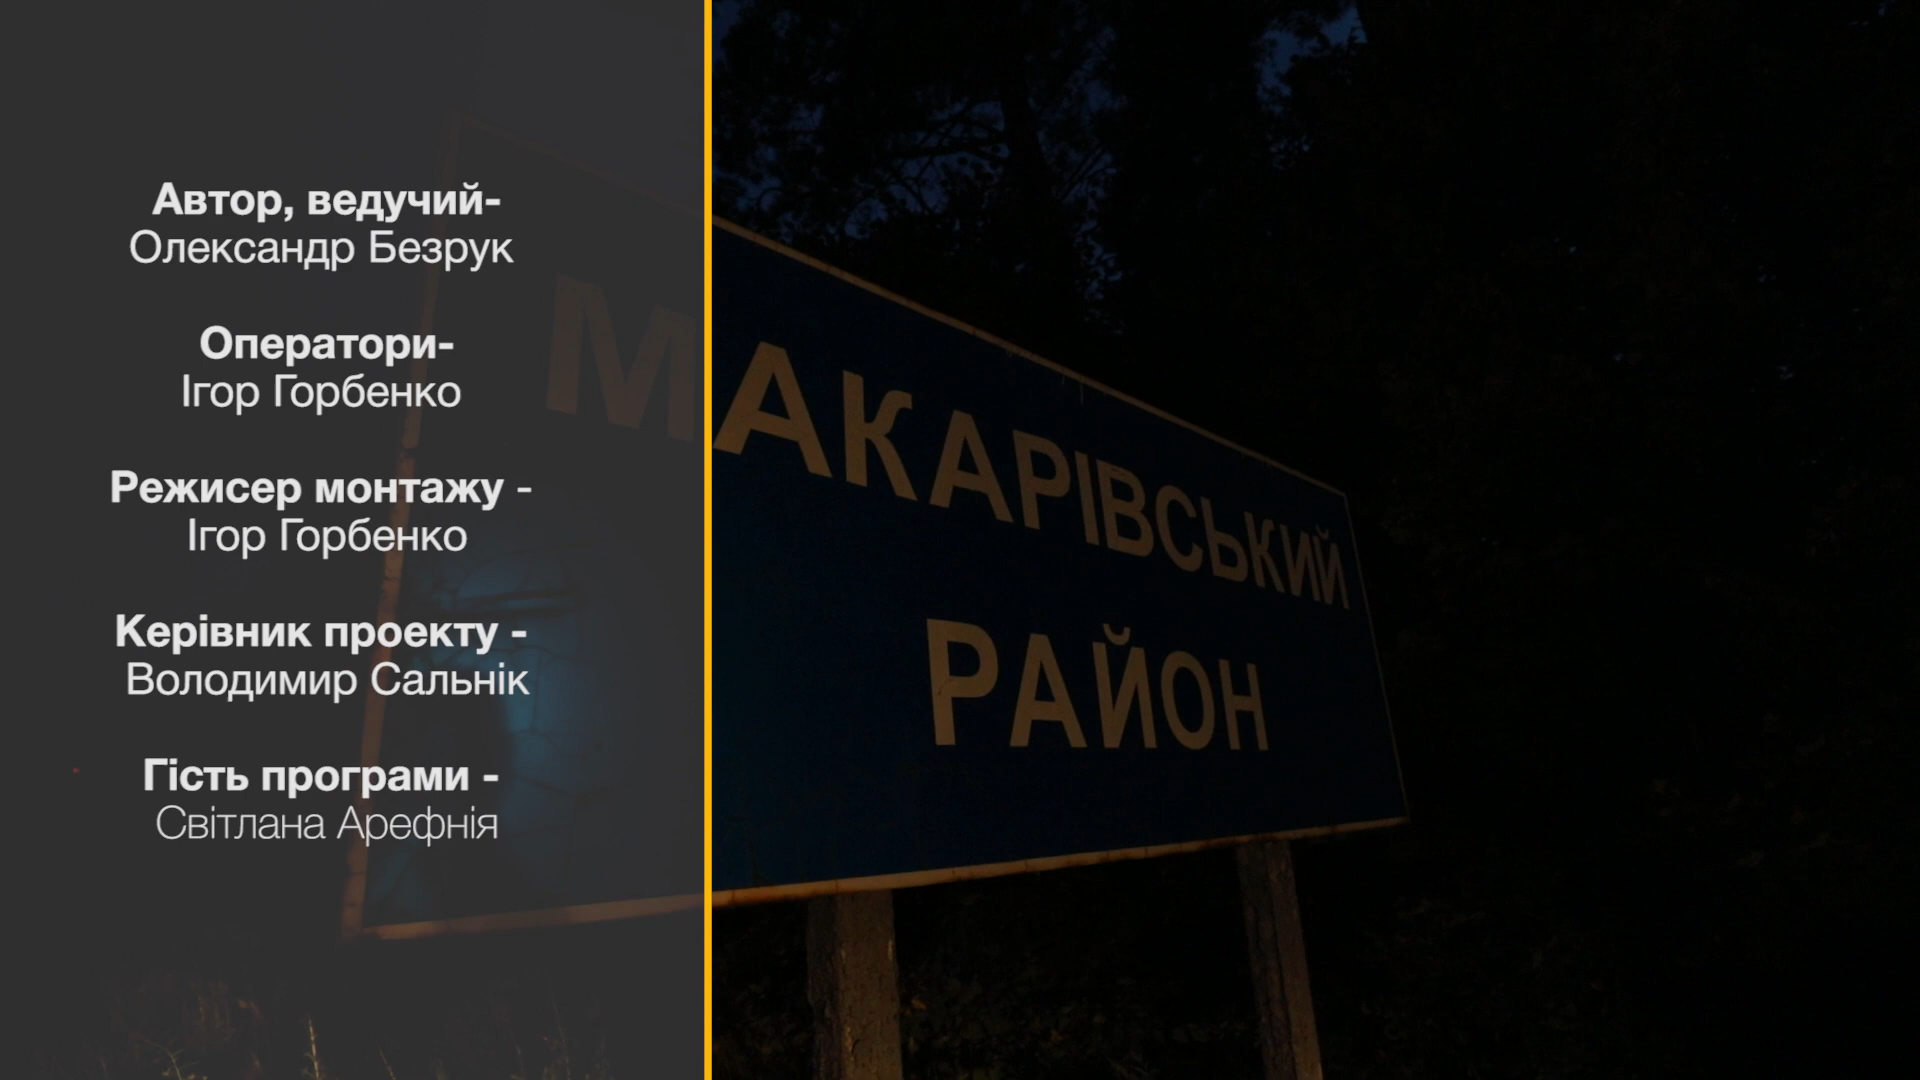 Автор, ведучий-
Олександр Безрук
Оператори-
Ігор Горбенко
Режисер монтажу -
Ігор Горбенко
Керівник проекту -
Володимир Сальнік
Гість програми -
Світлана Арефнія
МАКАРІВСЬКИЙ
РАЙОН